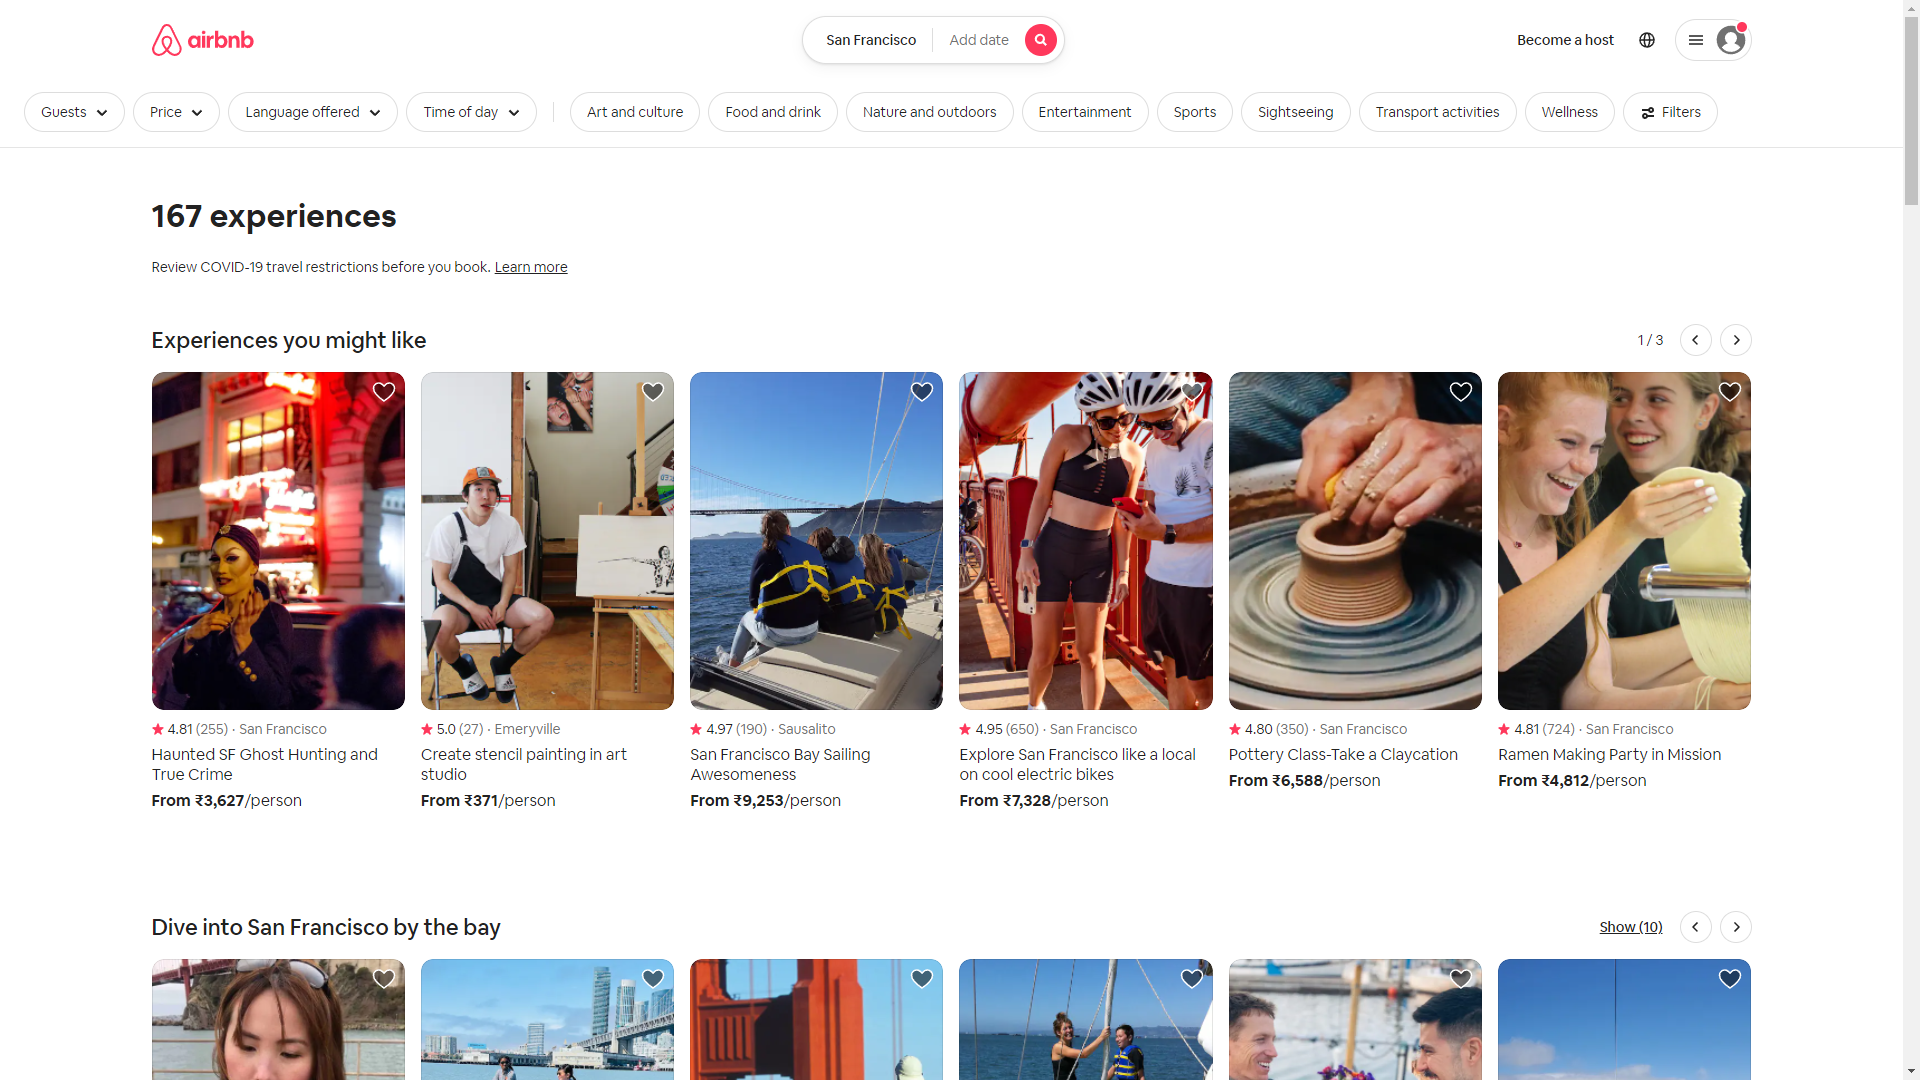 airbnb
San Francisco
Add date
Become a host
Guests
Price
Language offered
Time of day
Art and culture
Food and drink
Nature and outdoors
Entertainment
Sports
Sightseeing
Transport activities
Wellness
Filters
167 experiences
Review COVID-19 travel restrictions before you book. Learn more
Experiences you might like
1 / 3
4.81 (255) · San Francisco
Haunted SF Ghost Hunting and
True Crime
From ₹3,627/person
5.0 (27) · Emeryville
Create stencil painting in art
studio
From ₹371/person
4.97 (190) · Sausalito
San Francisco Bay Sailing
Awesomeness
From ₹9,253/person
4.95 (650) · San Francisco
Explore San Francisco like a local
on cool electric bikes
From ₹7,328/person
4.80 (350) · San Francisco
Pottery Class-Take a Claycation
From ₹6,588/person
4.81 (724) · San Francisco
Ramen Making Party in Mission
From ₹4,812/person
Dive into San Francisco by the bay
Show (10)